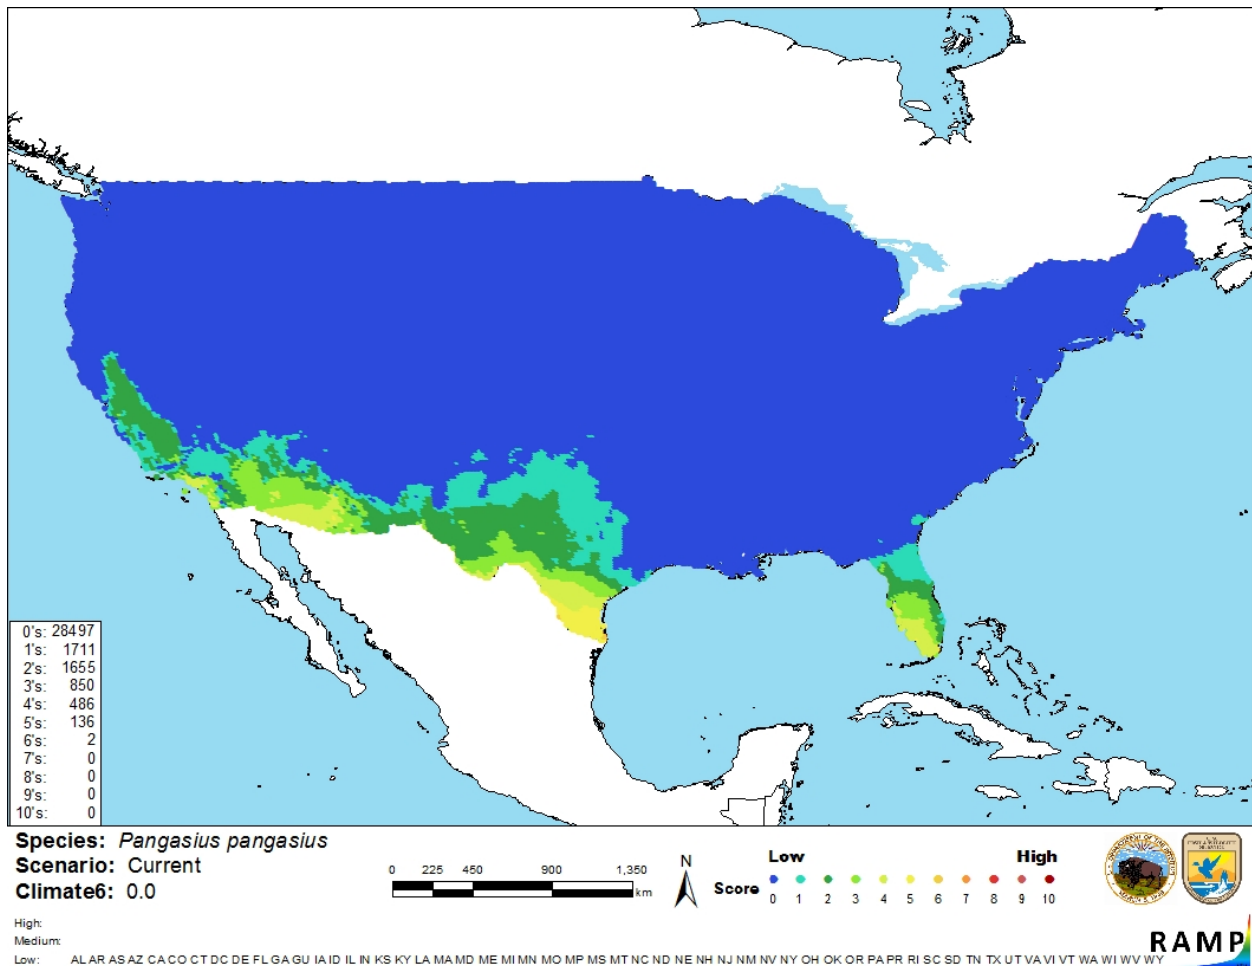 0's: 28497
1's: 1711
2's: 1655
3's: 850
4's: 486
5's: 136
6's: 2
7's: 0
8's: 0
9's: 0
10's: 0
Species: Pangasius pangasius
Scenario: Current
Climate6: 0.0
0 225 450 900 1,350
km
N
Low High
Score 0 1 2 3 4 5 6 7 8 9 10
High:
Medium:
Low: AL AR AS AZ CA CO CT DC DE FL GA GU IA ID IL IN KS KY LA MA MD ME MI MN MO MP MS MT NC ND NE NH NJ NM NV NY OH OK OR PA PR RI SC SD TN TX UT VA VI VT WA WI WV WY
RAMP